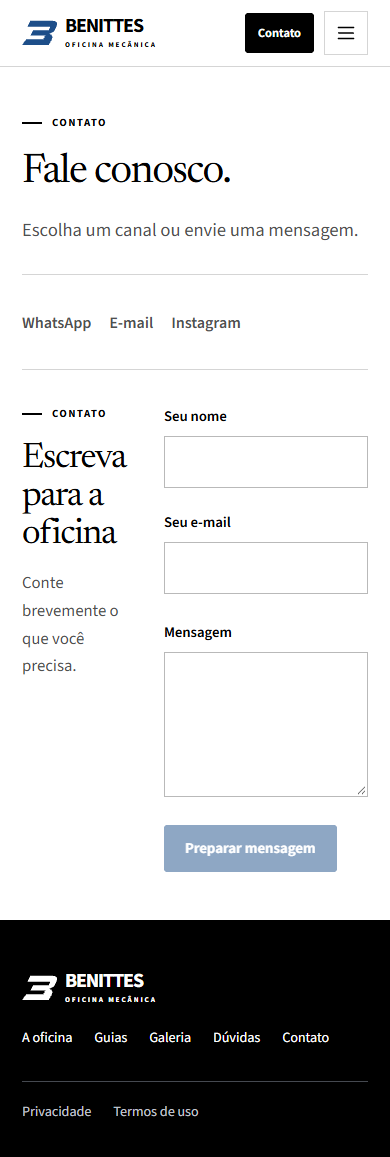 BENITTES
OFICINA MECÂNICA
Contato
CONTATO
Fale conosco.
Escolha um canal ou envie uma mensagem.
WhatsApp E-mail Instagram
CONTATO
Escreva
para a
oficina
Conte
brevemente o
que você
precisa.
Seu nome
Seu e-mail
Mensagem
Preparar mensagem
BENITTES
OFICINA MECÂNICA
A oficina Guias Galeria Dúvidas Contato
Privacidade Termos de uso